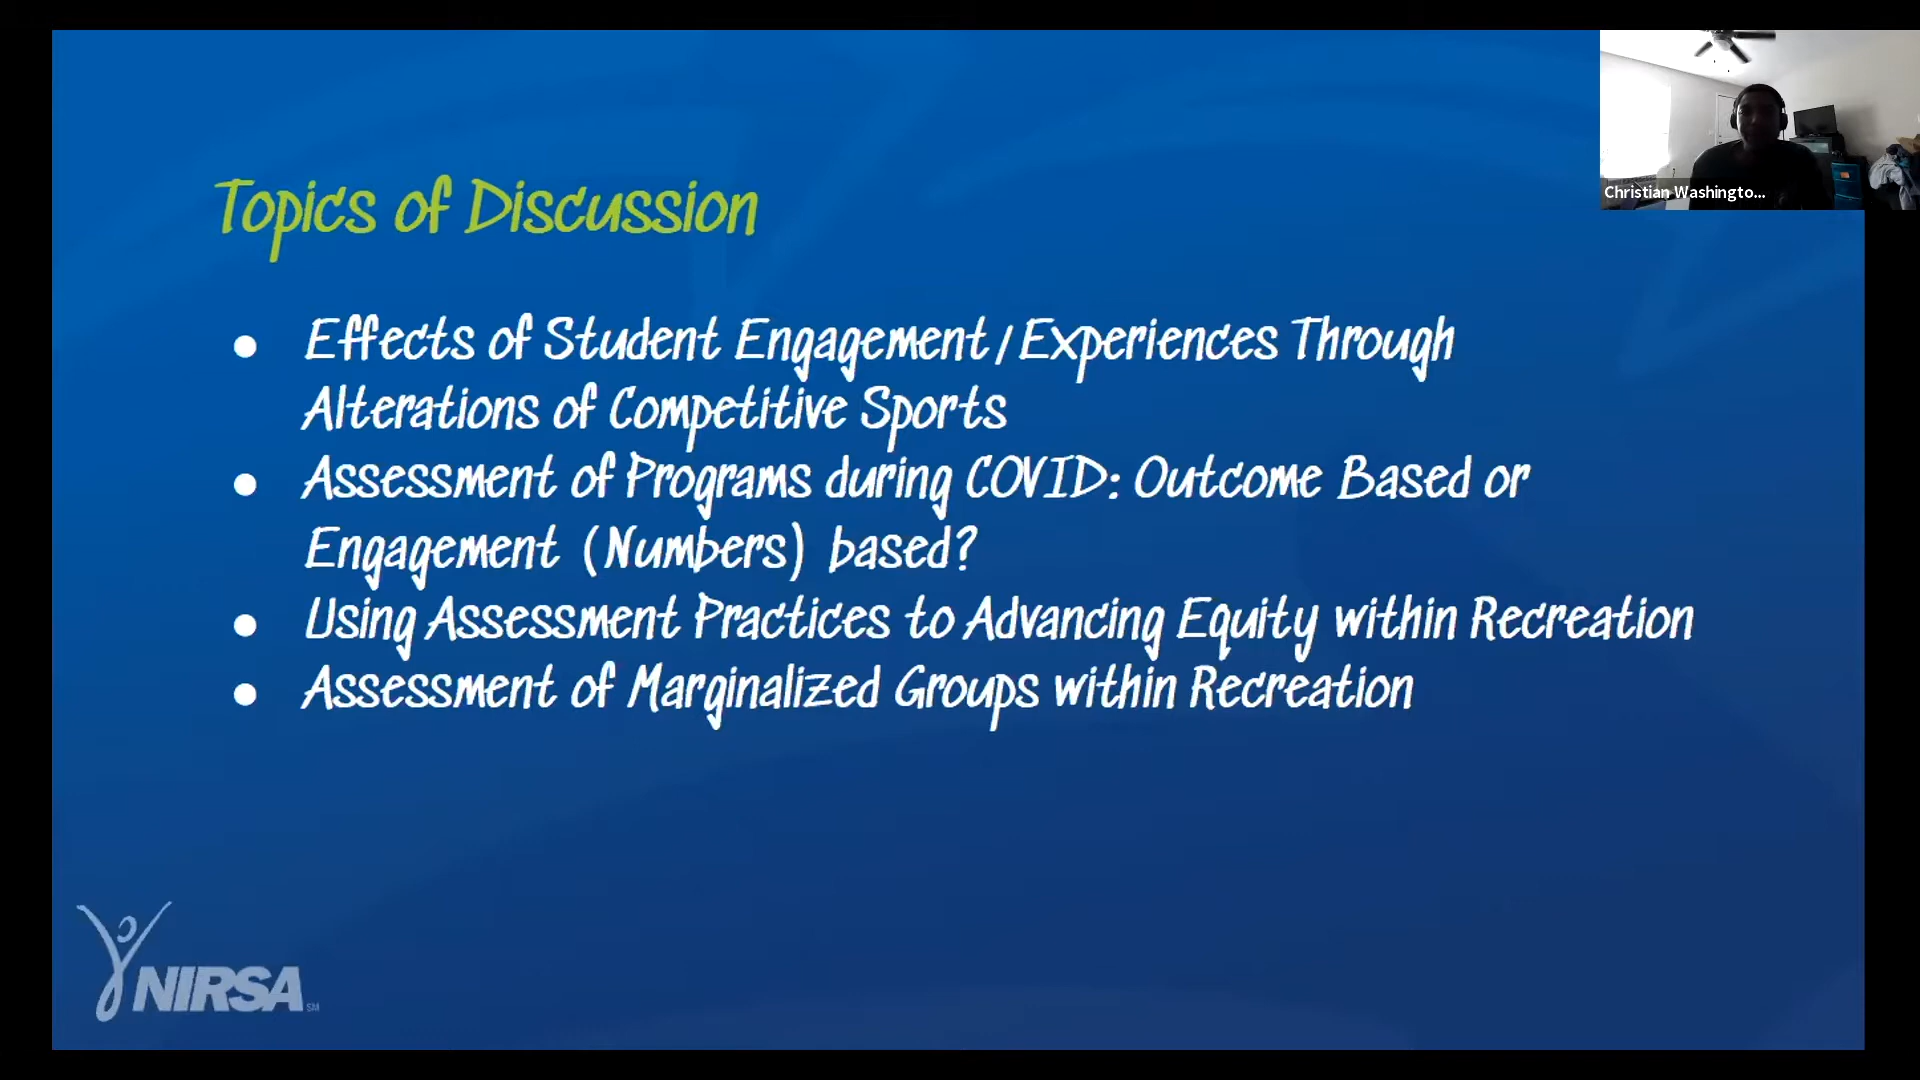 Christian Washingto...
Topics of Discussion
● Effects of Student Engagement/Experiences Through
Alterations of Competitive Sports
● Assessment of Programs during COVID: Outcome Based or
Engagement (Numbers) based?
● Using Assessment Practices to Advancing Equity within Recreation
● Assessment of Marginalized Groups within Recreation
NIRSA SM